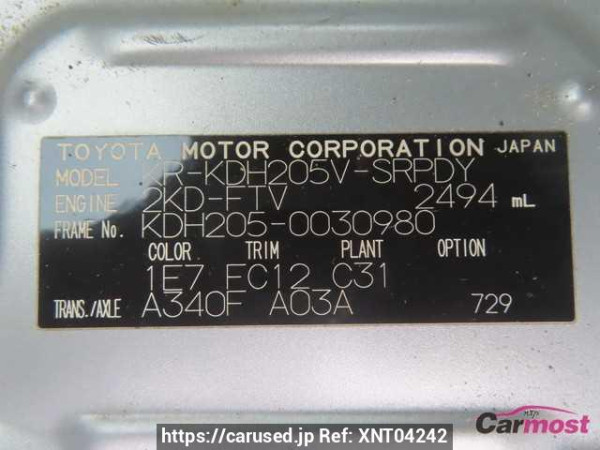 TOYOTA MOTOR CORPORATION JAPAN
MODEL KR-KDH205V-SRPDY
ENGINE 2KD-FTV 2494 mL
FRAME No. KDH205-0030980
COLOR TRIM PLANT OPTION
1E7 FC12 C31
TRANS./AXLE A340F A03A 729
Carmost
https://carused.jp Ref: XNT04242